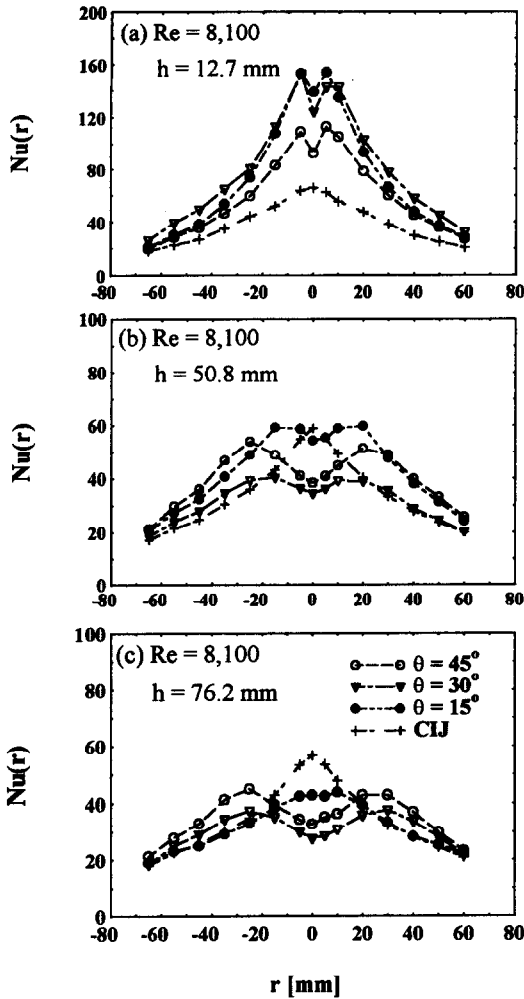 (a) Re = 8,100
h = 12.7 mm
Nu(r)
200
160
120
80
40
0
-80 -60 -40 -20 0 20 40 60 80
(b) Re = 8,100
h = 50.8 mm
Nu(r)
100
80
60
40
20
0
-80 -60 -40 -20 0 20 40 60 80
(c) Re = 8,100
h = 76.2 mm
θ = 45°
θ = 30°
θ = 15°
CIJ
Nu(r)
100
80
60
40
20
0
-80 -60 -40 -20 0 20 40 60 80
r [mm]